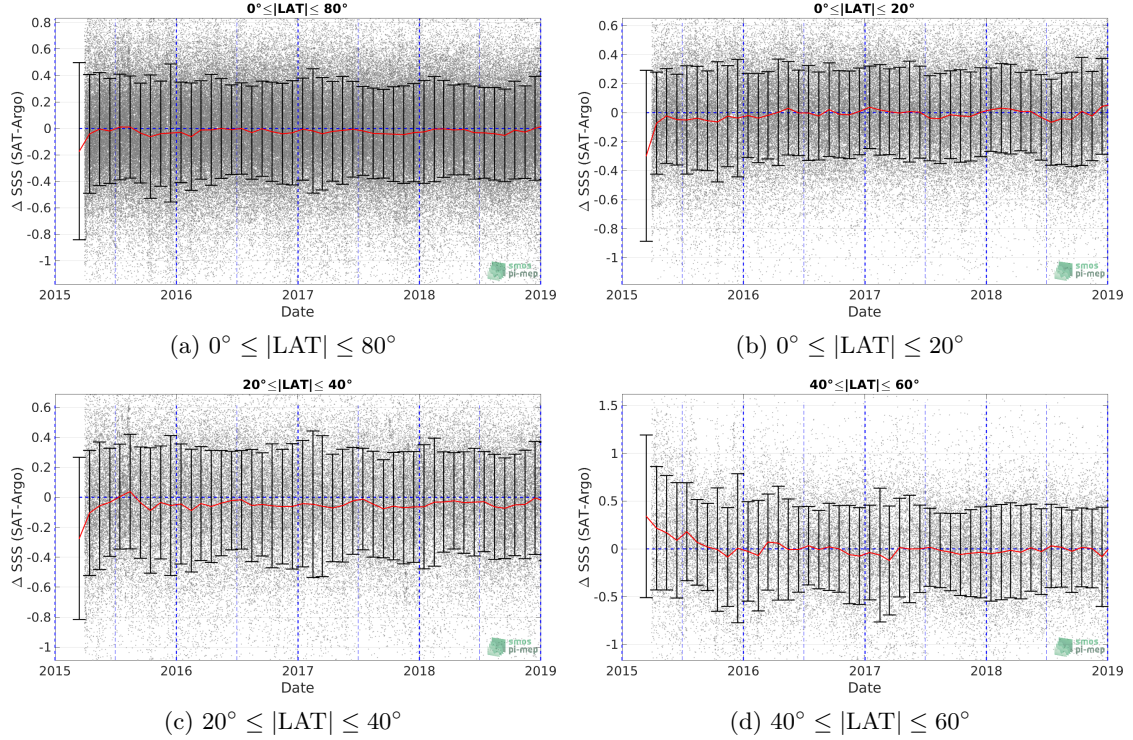 0°≤|LAT|≤ 80°
0.8
0.6
0.4
0.2
0
-0.2
-0.4
-0.6
-0.8
-1
Δ SSS (SAT-Argo)
smos
pi-mep
2015 2016 2017 2018 2019
Date
(a) 0° ≤ |LAT| ≤ 80°
0°≤|LAT|≤ 20°
0.6
0.4
0.2
0
-0.2
-0.4
-0.6
-0.8
-1
Δ SSS (SAT-Argo)
smos
pi-mep
2015 2016 2017 2018 2019
Date
(b) 0° ≤ |LAT| ≤ 20°
20°≤|LAT|≤ 40°
0.6
0.4
0.2
0
-0.2
-0.4
-0.6
-0.8
-1
Δ SSS (SAT-Argo)
smos
pi-mep
2015 2016 2017 2018 2019
Date
(c) 20° ≤ |LAT| ≤ 40°
40°≤|LAT|≤ 60°
1.5
1
0.5
0
-0.5
-1
Δ SSS (SAT-Argo)
smos
pi-mep
2015 2016 2017 2018 2019
Date
(d) 40° ≤ |LAT| ≤ 60°